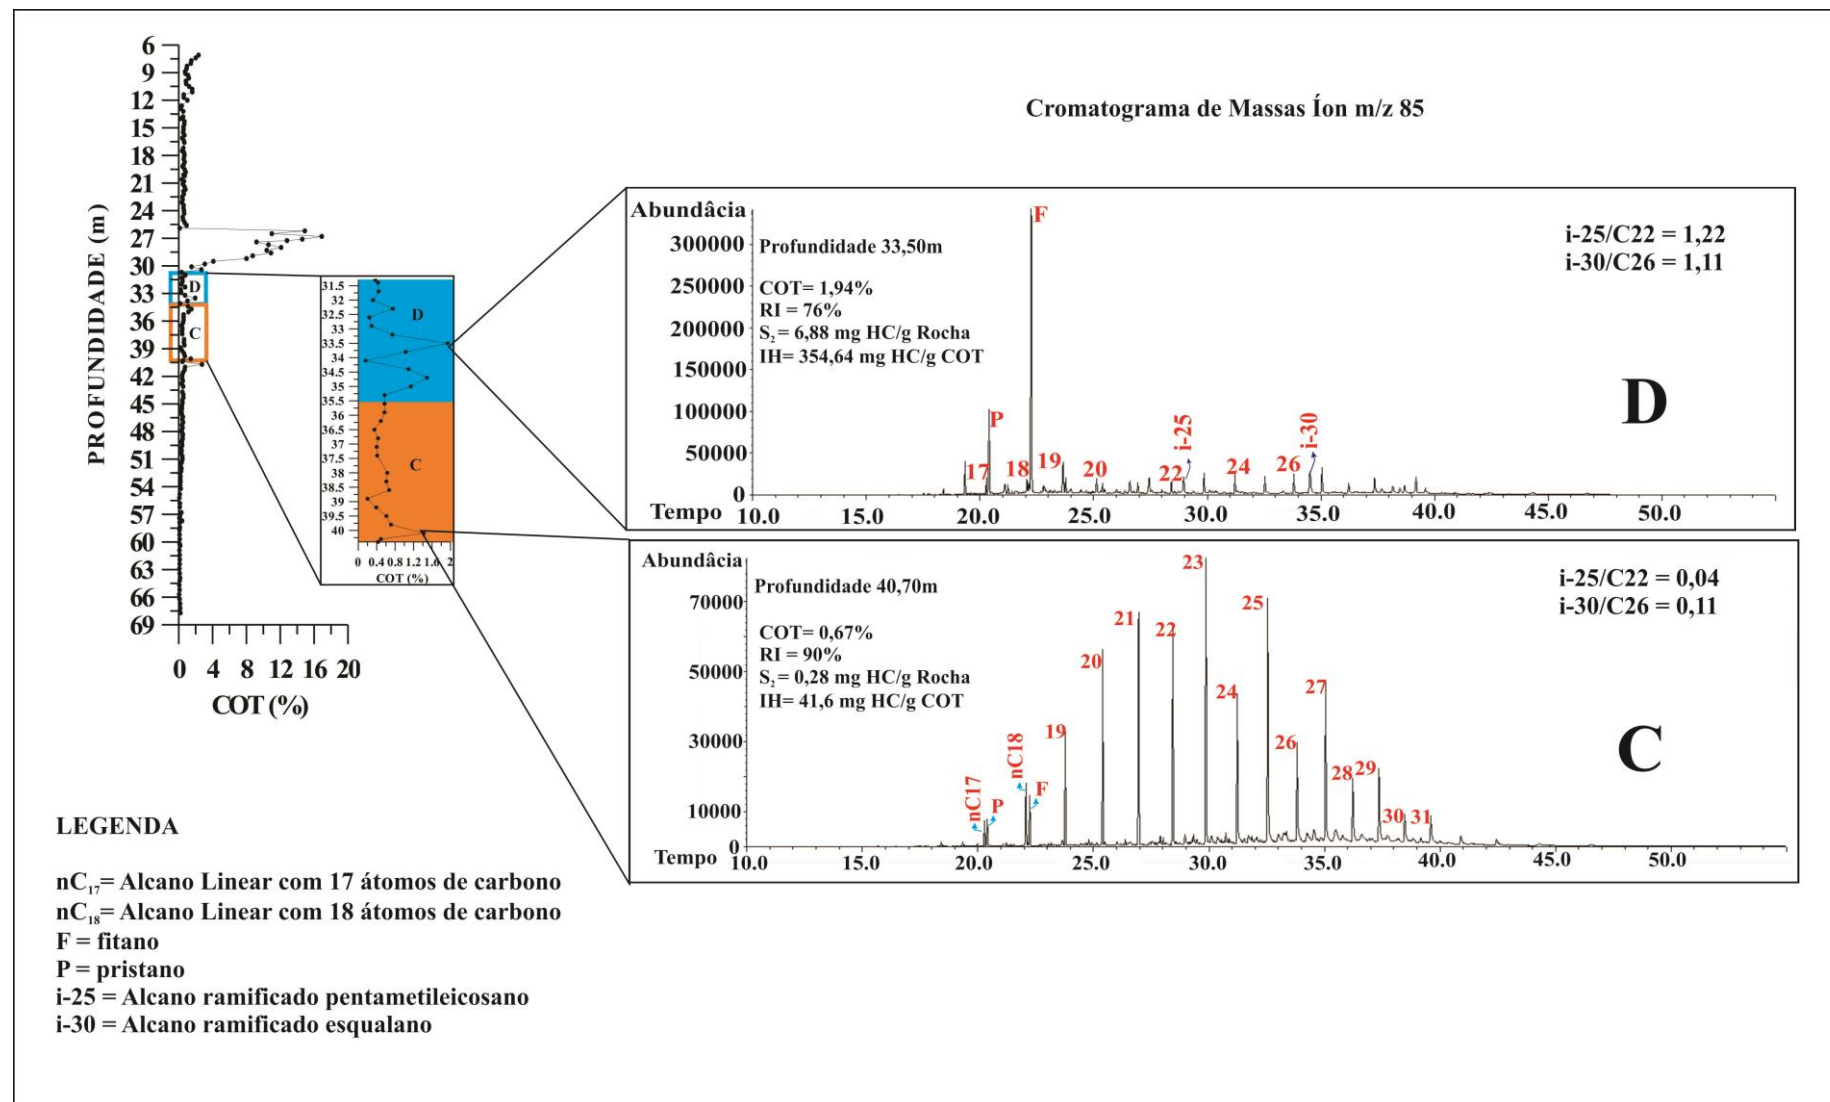 Cromatograma de Massas Íon m/z 85
PROFUNDIDADE (m)
6
9
12
15
18
21
24
27
30
33
36
39
42
45
48
51
54
57
60
63
66
69
0 4 8 12 16 20
COT (%)
D
C
31.5
32
32.5
33
33.5
34
34.5
35
35.5
36
36.5
37
37.5
38
38.5
39
39.5
40
D
C
0 0.4 0.8 1.2 1.6 2
COT (%)
Abundâcia
300000
250000
200000
150000
100000
50000
0
Profundidade 33,50m
COT= 1,94%
RI = 76%
S₂= 6,88 mg HC/g Rocha
IH= 354,64 mg HC/g COT
i-25/C22 = 1,22
i-30/C26 = 1,11
D
17 P F 18 19 20 22 i-25 24 26 i-30
Tempo
10.0 15.0 20.0 25.0 30.0 35.0 40.0 45.0 50.0
Abundâcia
70000
50000
30000
10000
0
Profundidade 40,70m
COT= 0,67%
RI = 90%
S₂= 0,28 mg HC/g Rocha
IH= 41,6 mg HC/g COT
i-25/C22 = 0,04
i-30/C26 = 0,11
C
nC17 P nC18 F 19 20 21 22 23 24 25 26 27 28 29 30 31
Tempo
10.0 15.0 20.0 25.0 30.0 35.0 40.0 45.0 50.0
LEGENDA
nC₁₇= Alcano Linear com 17 átomos de carbono
nC₁₈= Alcano Linear com 18 átomos de carbono
F = fitano
P = pristano
i-25 = Alcano ramificado pentametileicosano
i-30 = Alcano ramificado esqualano